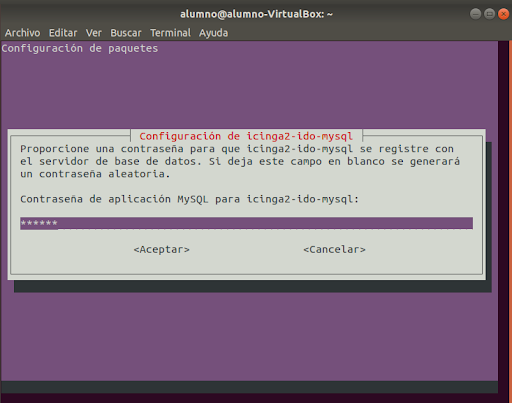 alumno@alumno-VirtualBox: ~
Archivo Editar Ver Buscar Terminal Ayuda
Configuración de paquetes
Configuración de icinga2-ido-mysql
Proporcione una contraseña para que icinga2-ido-mysql se registre con
el servidor de base de datos. Si deja este campo en blanco se generará
un contraseña aleatoria.
Contraseña de aplicación MySQL para icinga2-ido-mysql:
******
<Aceptar> <Cancelar>